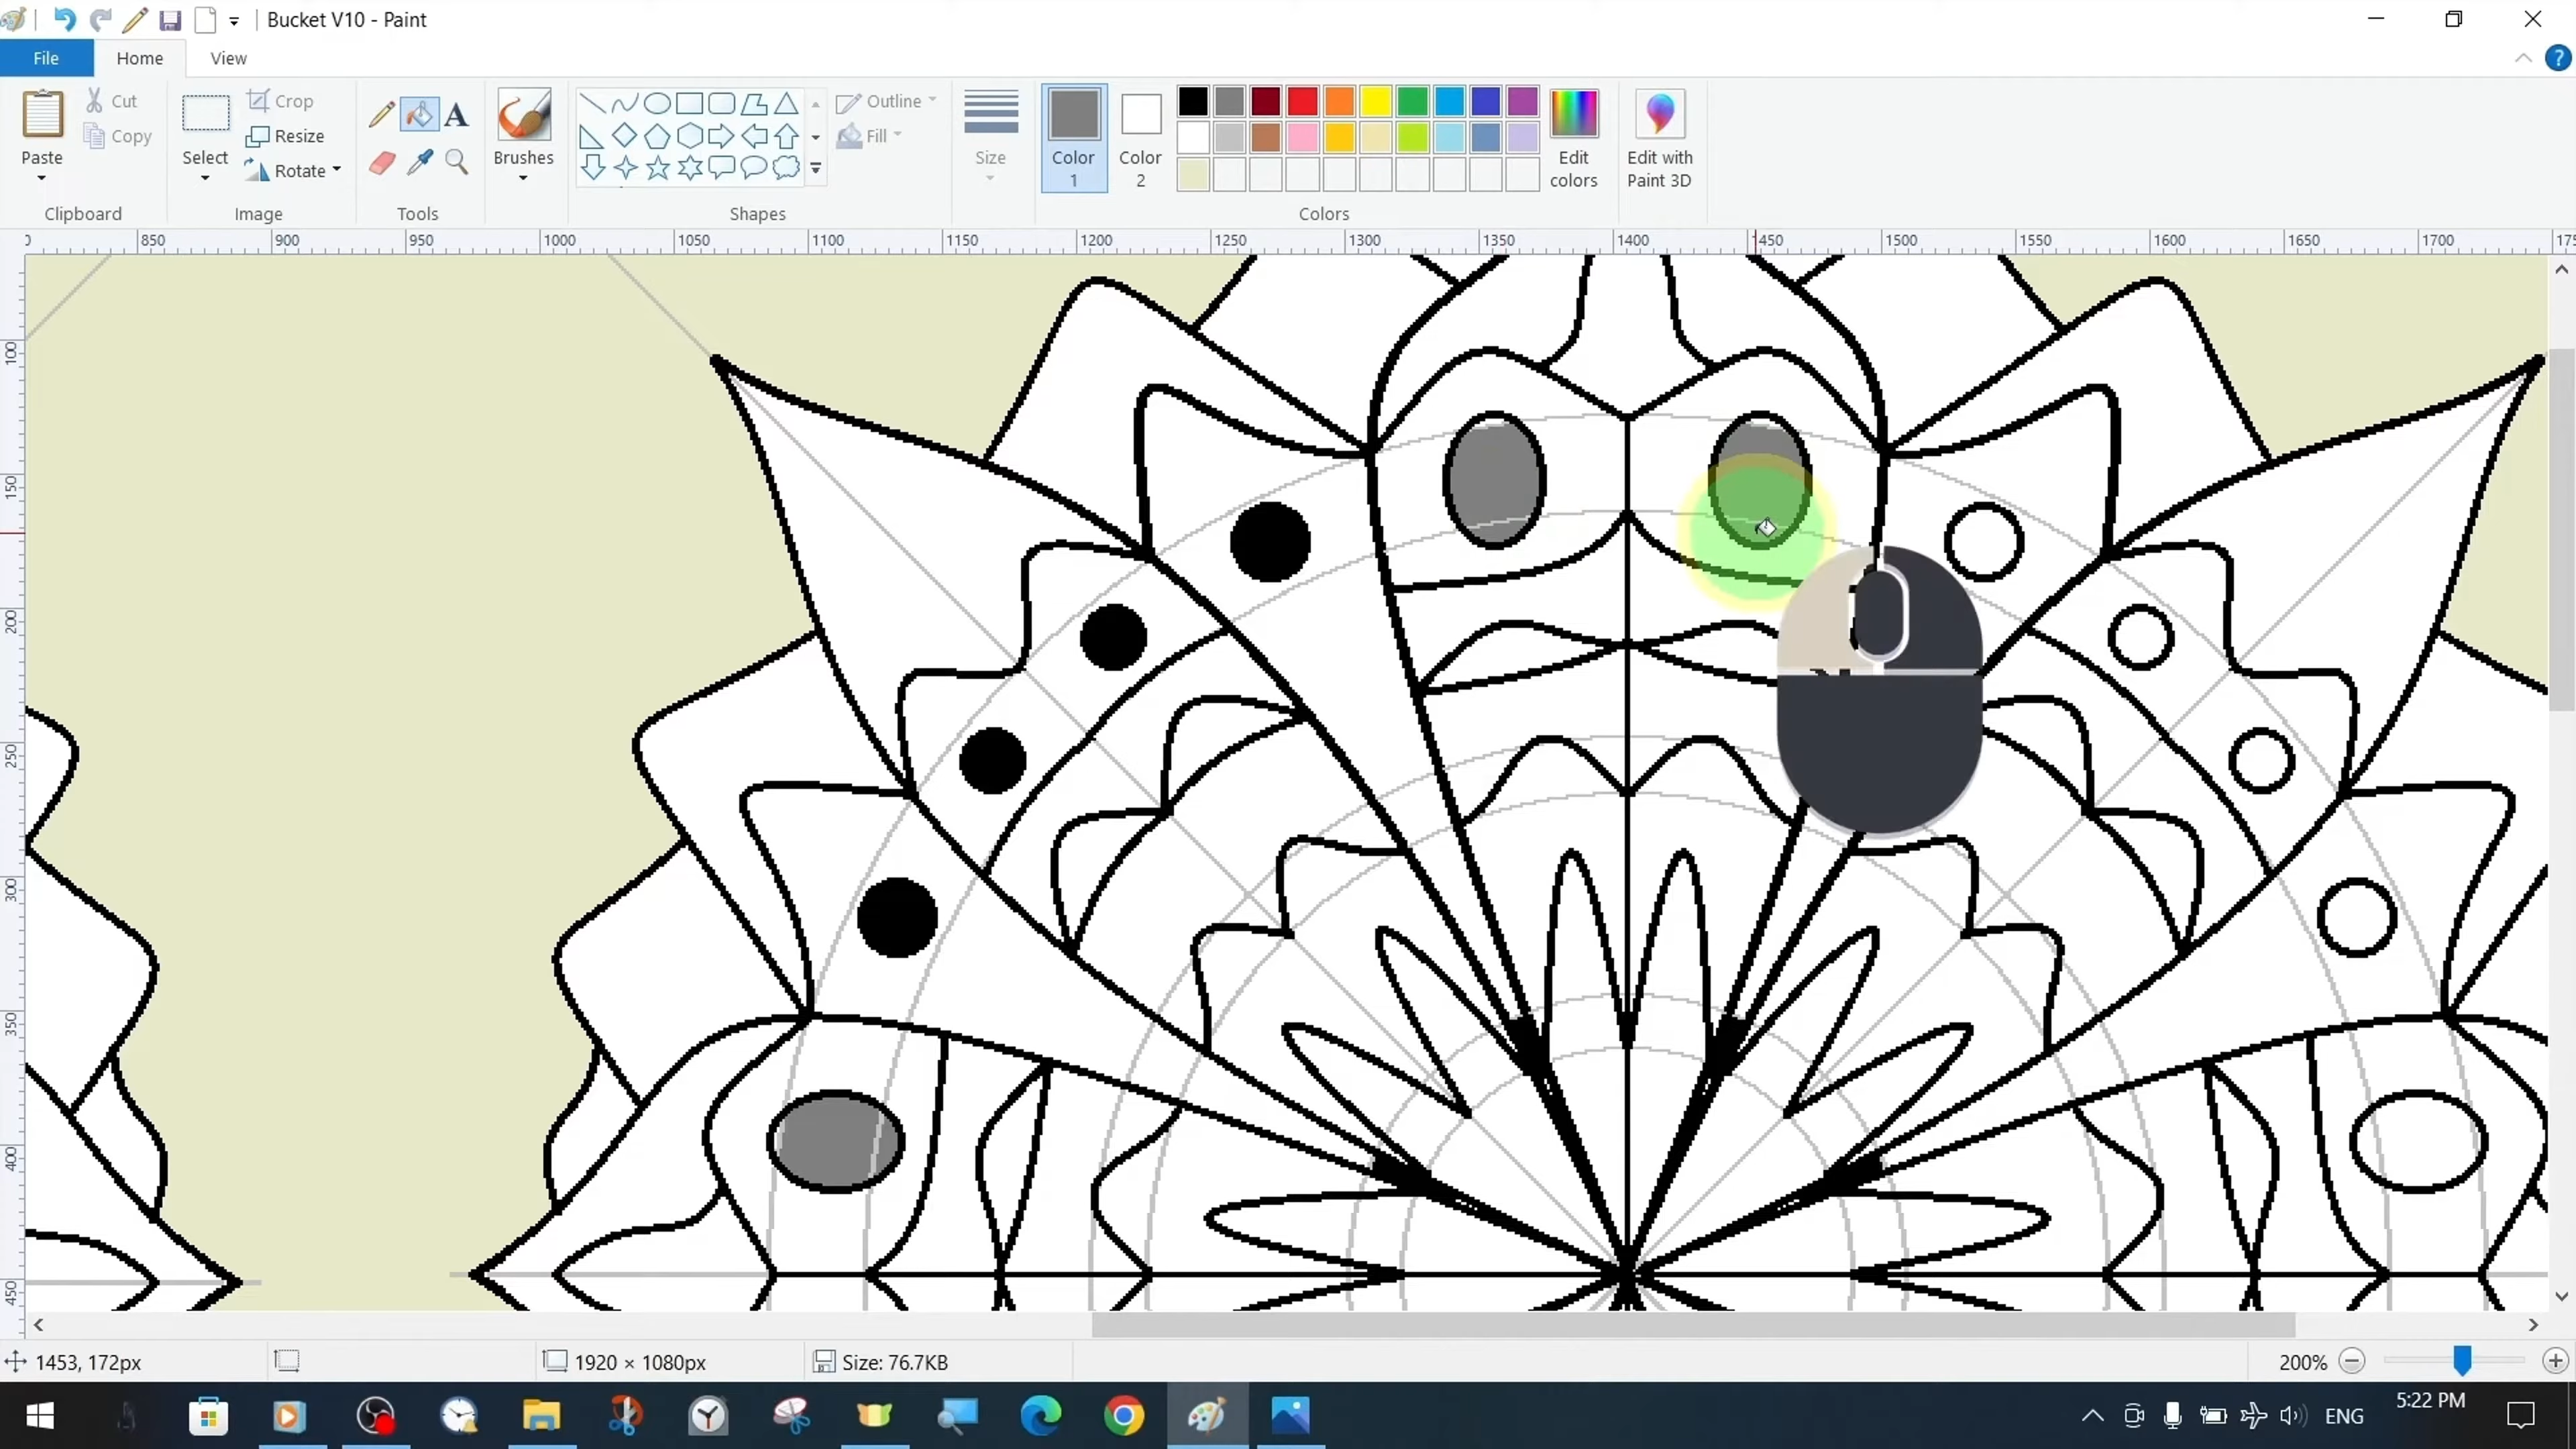 Bucket V10 - Paint
File Home View
Paste
Cut
Copy
Clipboard
Select
Crop
Resize
Rotate
Image
A
Tools
Brushes
Shapes
Outline
Fill
Size
Color 1
Color 2
Edit colors
Colors
Edit with Paint 3D
?
850 900 950 1000 1050 1100 1150 1200 1250 1300 1350 1400 1450 1500 1550 1600 1650 1700
100
150
200
250
300
350
400
450
1453, 172px
1920 × 1080px
Size: 76.7KB
200%
ENG
5:22 PM